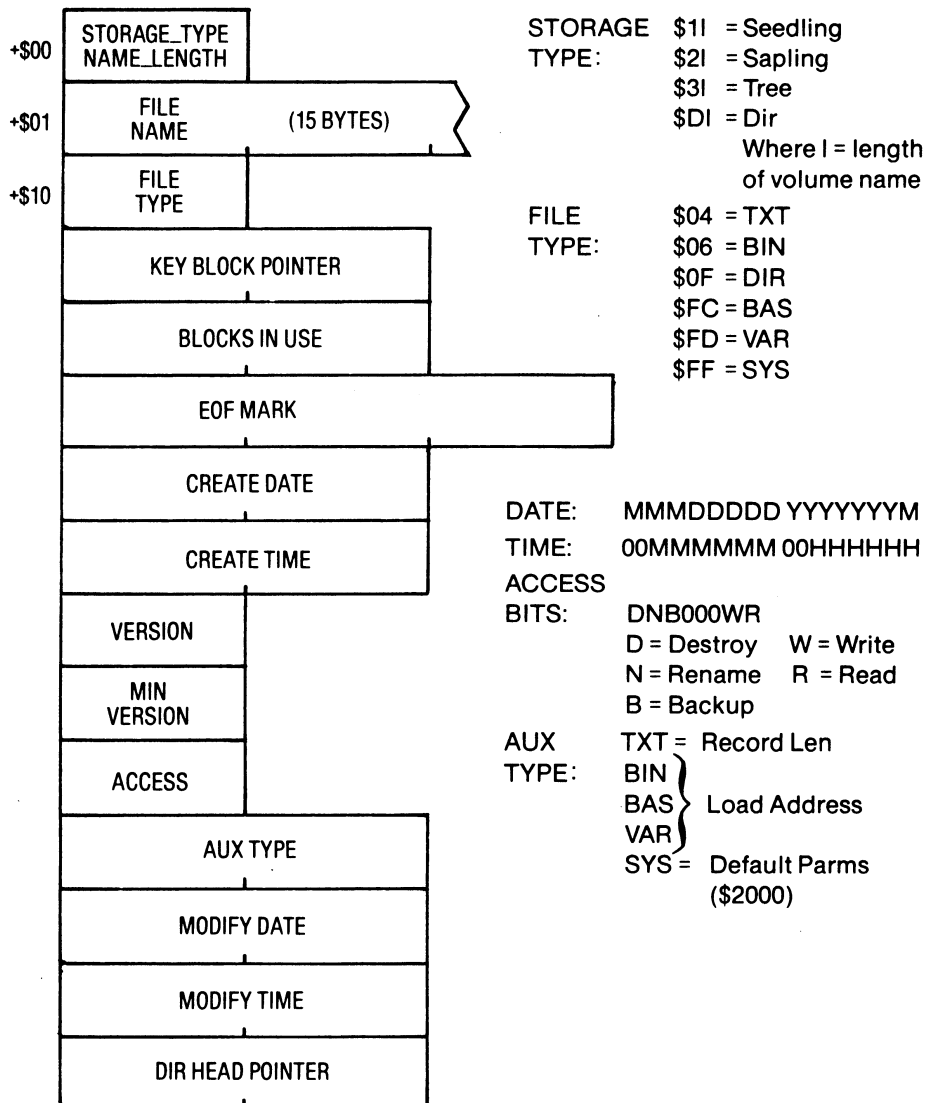 +$00
STORAGE_TYPE
NAME_LENGTH
+$01
FILE
NAME
(15 BYTES)
+$10
FILE
TYPE
KEY BLOCK POINTER
BLOCKS IN USE
EOF MARK
CREATE DATE
CREATE TIME
VERSION
MIN
VERSION
ACCESS
AUX TYPE
MODIFY DATE
MODIFY TIME
DIR HEAD POINTER
STORAGE $1l = Seedling
TYPE: $2l = Sapling
$3l = Tree
$Dl = Dir
Where l = length
of volume name
FILE $04 = TXT
TYPE: $06 = BIN
$0F = DIR
$FC = BAS
$FD = VAR
$FF = SYS
DATE: MMMDDDDD YYYYYYYM
TIME: 00MMMMMM 00HHHHHH
ACCESS
BITS: DNB000WR
D = Destroy W = Write
N = Rename R = Read
B = Backup
AUX TXT = Record Len
TYPE: BIN
BAS } Load Address
VAR
SYS = Default Parms
($2000)